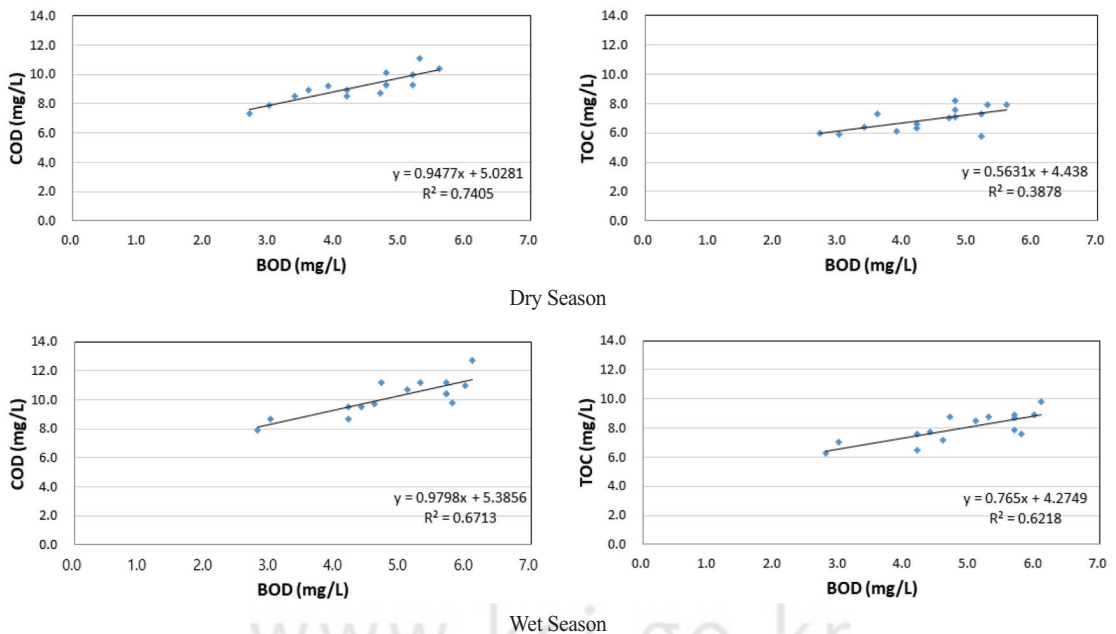 14.0
12.0
10.0
8.0
6.0
4.0
2.0
0.0
COD (mg/L)
y = 0.9477x + 5.0281
R² = 0.7405
0.0 1.0 2.0 3.0 4.0 5.0 6.0 7.0
BOD (mg/L)
14.0
12.0
10.0
8.0
6.0
4.0
2.0
0.0
TOC (mg/L)
y = 0.5631x + 4.438
R² = 0.3878
0.0 1.0 2.0 3.0 4.0 5.0 6.0 7.0
BOD (mg/L)
Dry Season
14.0
12.0
10.0
8.0
6.0
4.0
2.0
0.0
COD (mg/L)
y = 0.9798x + 5.3856
R² = 0.6713
0.0 1.0 2.0 3.0 4.0 5.0 6.0 7.0
BOD (mg/L)
14.0
12.0
10.0
8.0
6.0
4.0
2.0
0.0
TOC (mg/L)
y = 0.765x + 4.2749
R² = 0.6218
0.0 1.0 2.0 3.0 4.0 5.0 6.0 7.0
BOD (mg/L)
Wet Season